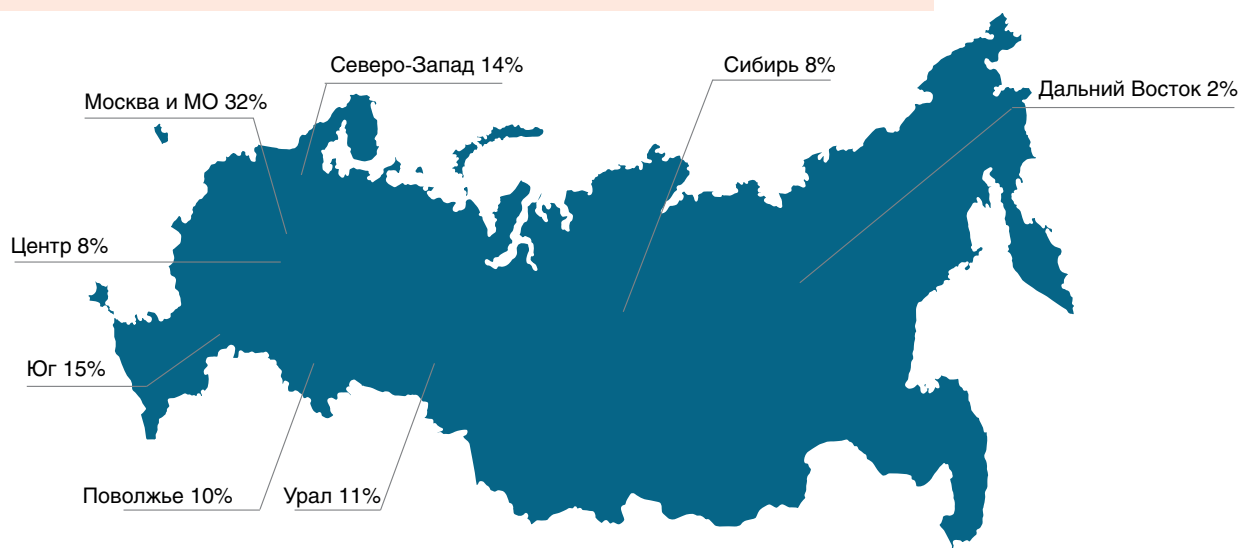 Северо-Запад 14%
Сибирь 8%
Дальний Восток 2%
Москва и МО 32%
Центр 8%
Юг 15%
Поволжье 10%
Урал 11%